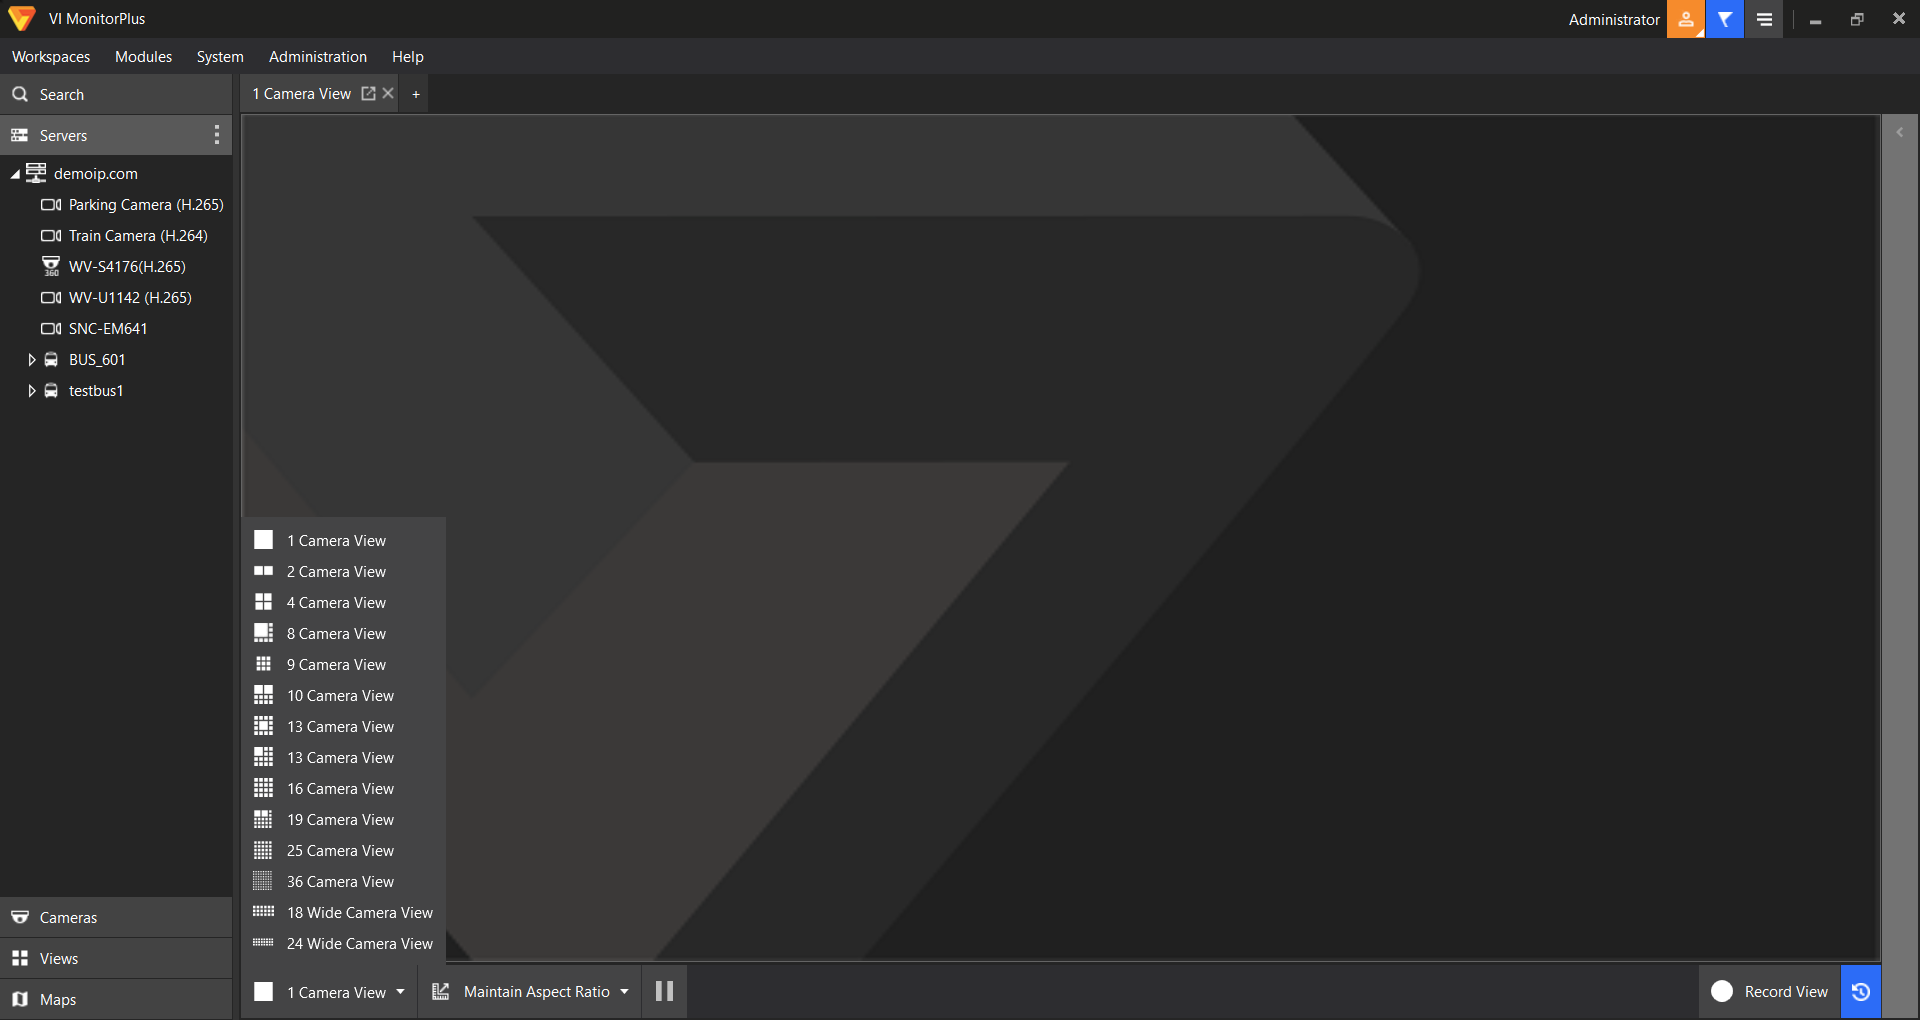 VI MonitorPlus
Administrator
Workspaces Modules System Administration Help
Search
1 Camera View
+
Servers
demoip.com
Parking Camera (H.265)
Train Camera (H.264)
360
WV-S4176(H.265)
WV-U1142 (H.265)
SNC-EM641
BUS_601
testbus1
1 Camera View
2 Camera View
4 Camera View
8 Camera View
9 Camera View
10 Camera View
13 Camera View
13 Camera View
16 Camera View
19 Camera View
25 Camera View
36 Camera View
18 Wide Camera View
24 Wide Camera View
Cameras
Views
Maps
1 Camera View
Maintain Aspect Ratio
Record View